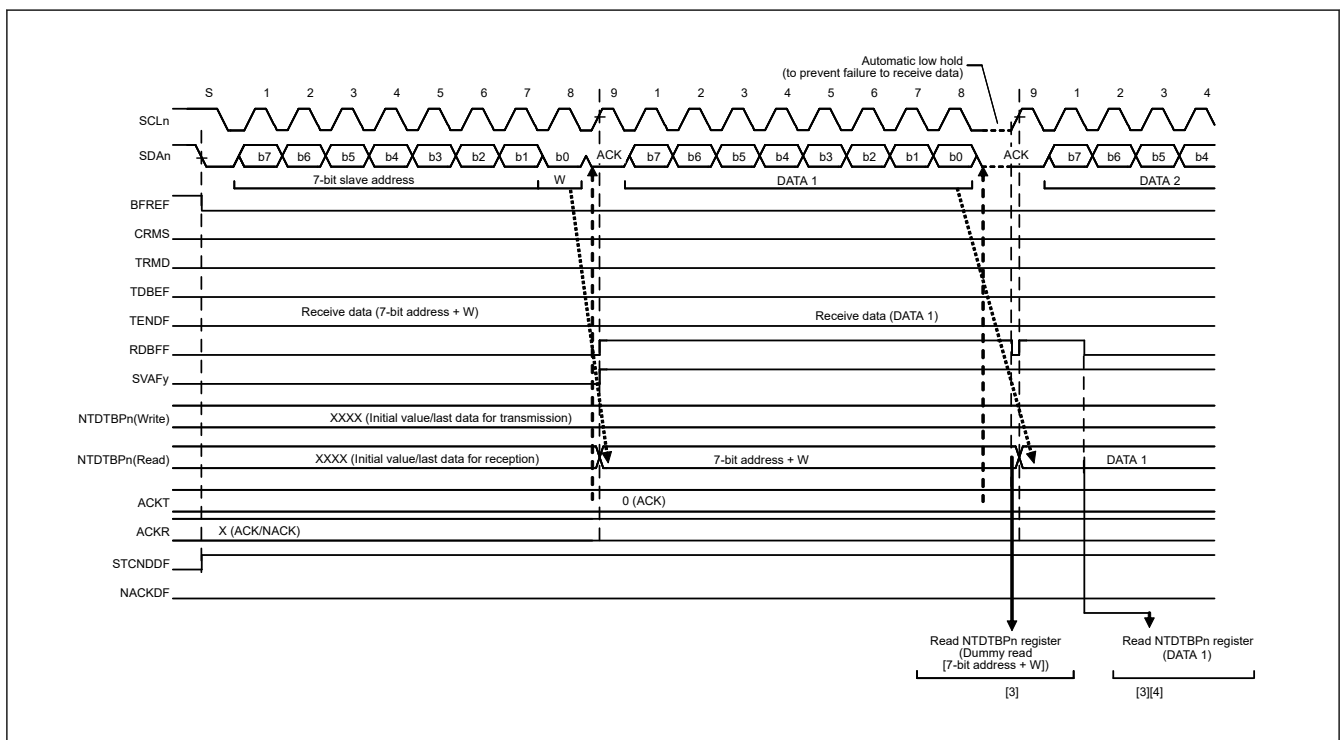 Automatic low hold
(to prevent failure to receive data)
S 1 2 3 4 5 6 7 8 9 1 2 3 4 5 6 7 8 9 1 2 3 4
SCLn
SDAn b7 b6 b5 b4 b3 b2 b1 b0 ACK b7 b6 b5 b4 b3 b2 b1 b0 ACK b7 b6 b5 b4
7-bit slave address W DATA 1 DATA 2
BFREF
CRMS
TRMD
TDBEF
Receive data (7-bit address + W) Receive data (DATA 1)
TENDF
RDBFF
SVAFy
NTDTBPn(Write) XXXX (Initial value/last data for transmission)
NTDTBPn(Read) XXXX (Initial value/last data for reception) 7-bit address + W DATA 1
ACKT 0 (ACK)
ACKR X (ACK/NACK)
STCNDDF
NACKDF
Read NTDTBPn register
(Dummy read
[7-bit address + W])
[3]
Read NTDTBPn register
(DATA 1)
[3][4]